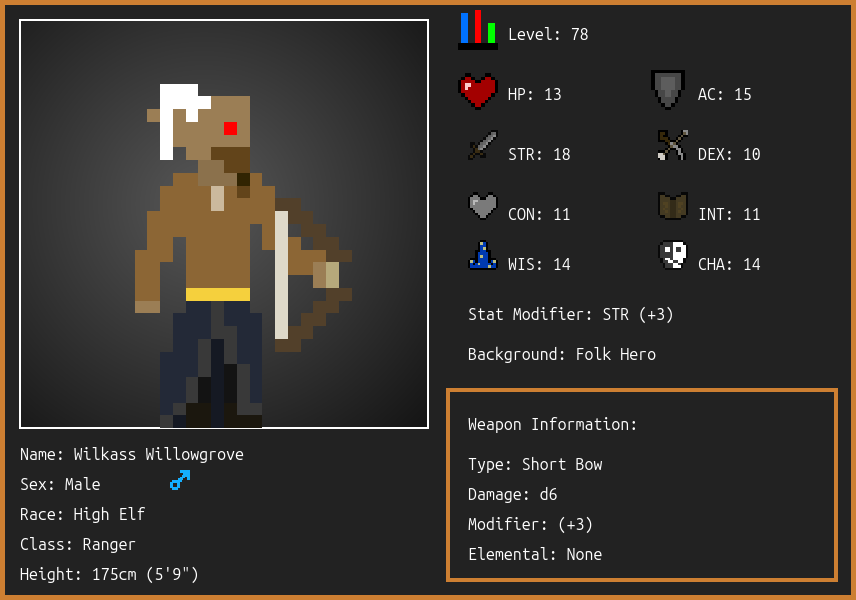 Level: 78
HP: 13
AC: 15
STR: 18
DEX: 10
CON: 11
INT: 11
WIS: 14
CHA: 14
Stat Modifier: STR (+3)
Background: Folk Hero
Weapon Information:
Type: Short Bow
Damage: d6
Modifier: (+3)
Elemental: None
Name: Wilkass Willowgrove
Sex: Male
Race: High Elf
Class: Ranger
Height: 175cm (5'9")